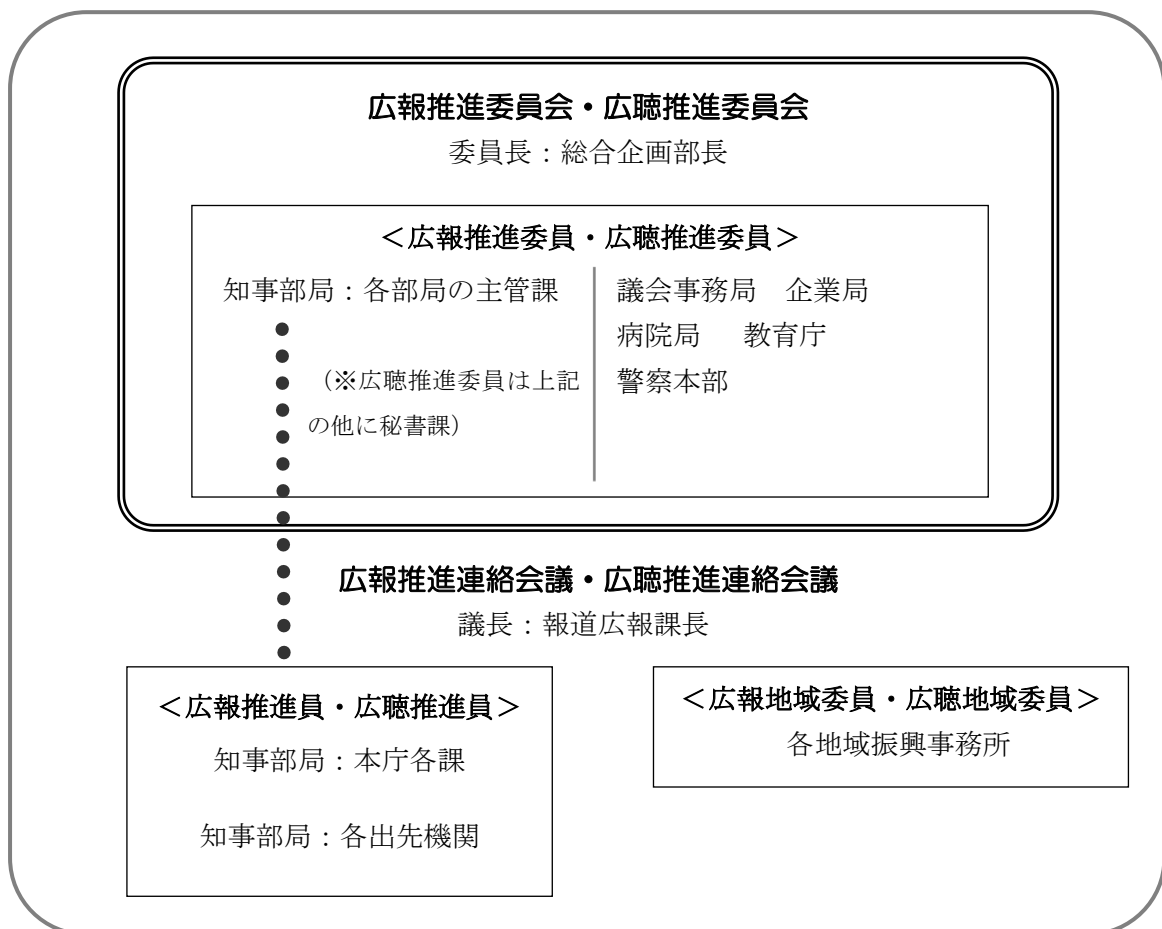 広報推進委員会・広聴推進委員会
委員長：総合企画部長
＜広報推進委員・広聴推進委員＞
知事部局：各部局の主管課
（※広聴推進委員は上記
の他に秘書課）
議会事務局　企業局
病院局　教育庁
警察本部
広報推進連絡会議・広聴推進連絡会議
議長：報道広報課長
＜広報推進員・広聴推進員＞
知事部局：本庁各課
知事部局：各出先機関
＜広報地域委員・広聴地域委員＞
各地域振興事務所